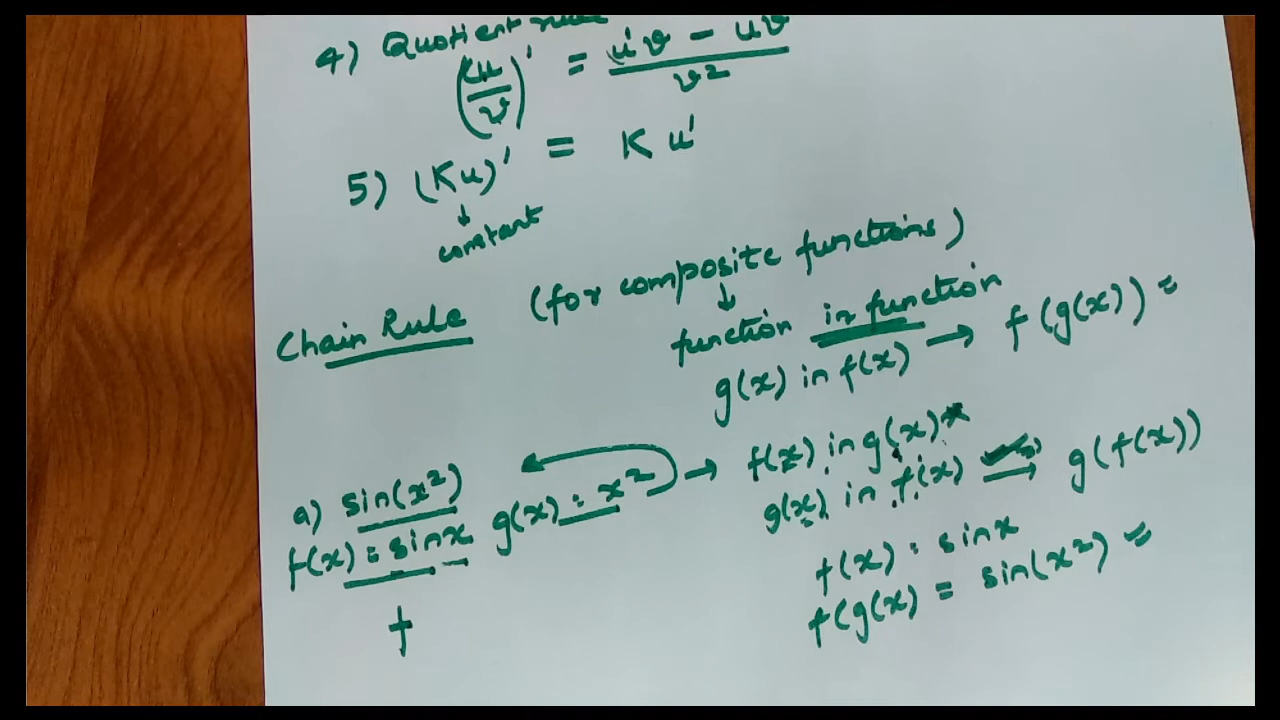 4) Quotient rule
(u/v)' = u'v - uv / v²
5) (Ku)' = K u'
↓
constant
Chain Rule (for composite functions)
↓
function in function
g(x) in f(x) → f(g(x)) =
a) sin(x²)
f(x) = sinx g(x) = x² → f(x) in g(x) x
g(x) in f(x) ✓ → g(f(x))
f(x) = sinx
f(g(x) = sin(x²) =
f